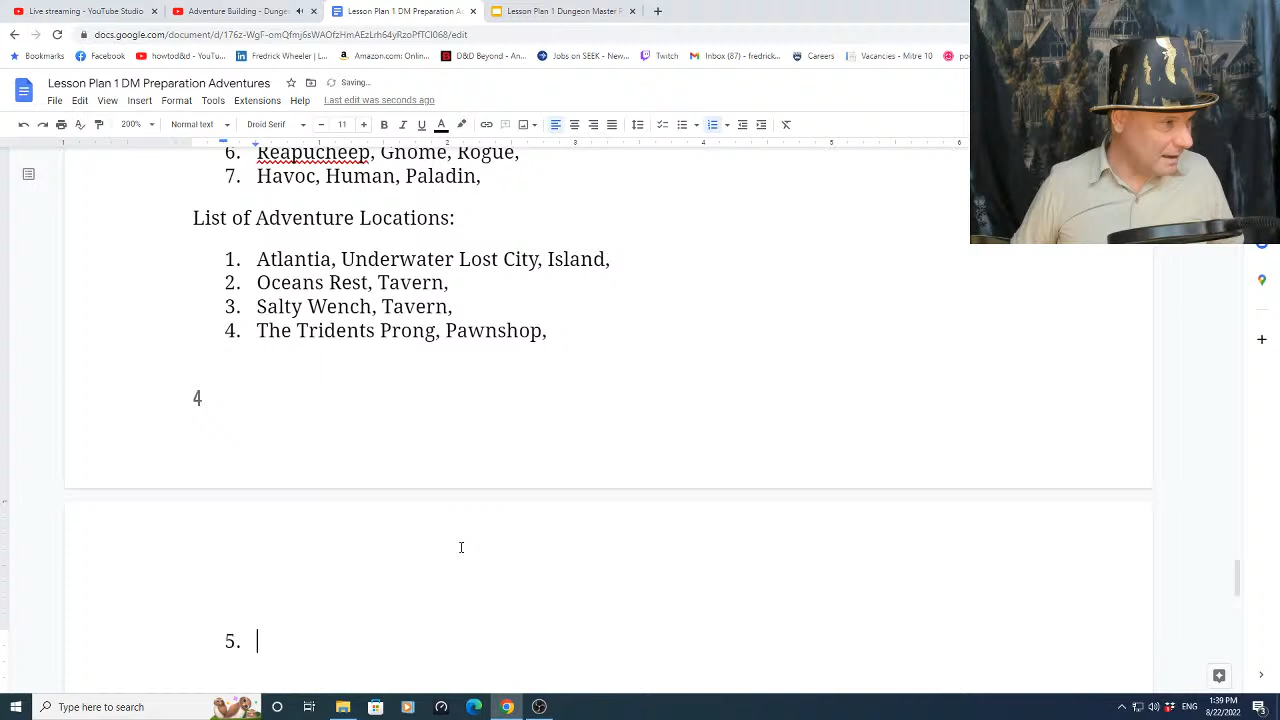 Live streaming - YouTube Studio
Adventure Building - Dunge
Lesson Plan 1 DM Preparation A
Lesson Plan 1 Dungeon Master P
docs.google.com/document/d/
/edit
Bookmarks
Facebook
howtodd8d - YouTube
Fredrick Wheeler | L...
Amazon.com: Onlin...
D&D Beyond - An...
Jobs on SEEK - New...
Twitch
Inbox (87) - fredrick...
Careers
Vacancies - Mitre 10
Lesson Plan 1 DM Preparation Adventures
Saving...
File Edit View Insert Format Tools Extensions Help Last edit was seconds ago
200% Normal text Droid Serif 11
6. Reapucheep, Gnome, Rogue,
7. Havoc, Human, Paladin,
List of Adventure Locations:
1. Atlantia, Underwater Lost City, Island,
2. Oceans Rest, Tavern,
3. Salty Wench, Tavern,
4. The Tridents Prong, Pawnshop,
4
5.
Type here to search
ENG
1:39 PM
8/22/2022